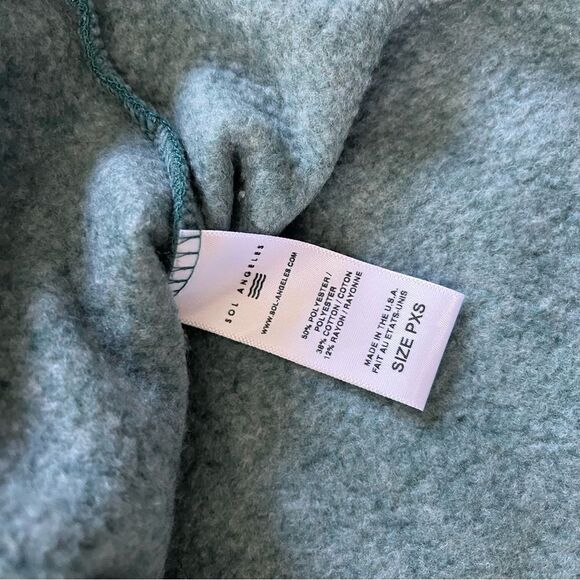 SOL ANGELES
WWW.SOL-ANGELES.COM
50% POLYESTER/
POLYESTER
38% COTTON/COTON
12% RAYON/RAYONNE
MADE IN THE U.S.A.
FAIT AU ETATS-UNIS
SIZE PXS